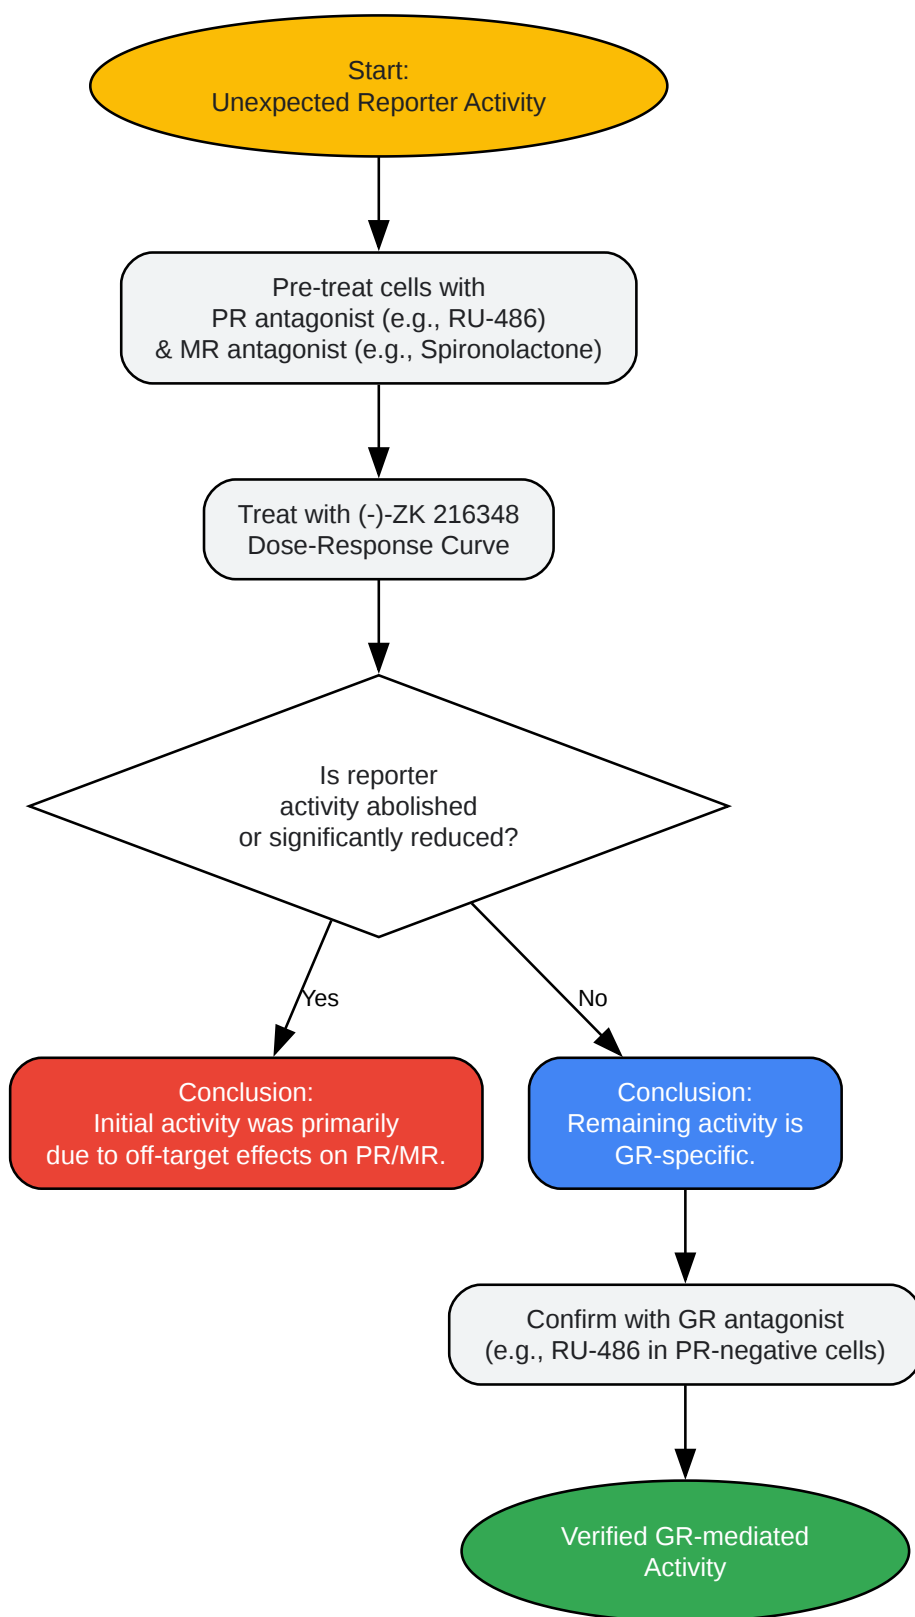 Start:
Unexpected Reporter Activity
Pre-treat cells with
PR antagonist (e.g., RU-486)
& MR antagonist (e.g., Spironolactone)
Treat with (-)-ZK 216348
Dose-Response Curve
Is reporter
activity abolished
or significantly reduced?
Yes
No
Conclusion:
Initial activity was primarily
due to off-target effects on PR/MR.
Conclusion:
Remaining activity is
GR-specific.
Confirm with GR antagonist
(e.g., RU-486 in PR-negative cells)
Verified GR-mediated
Activity